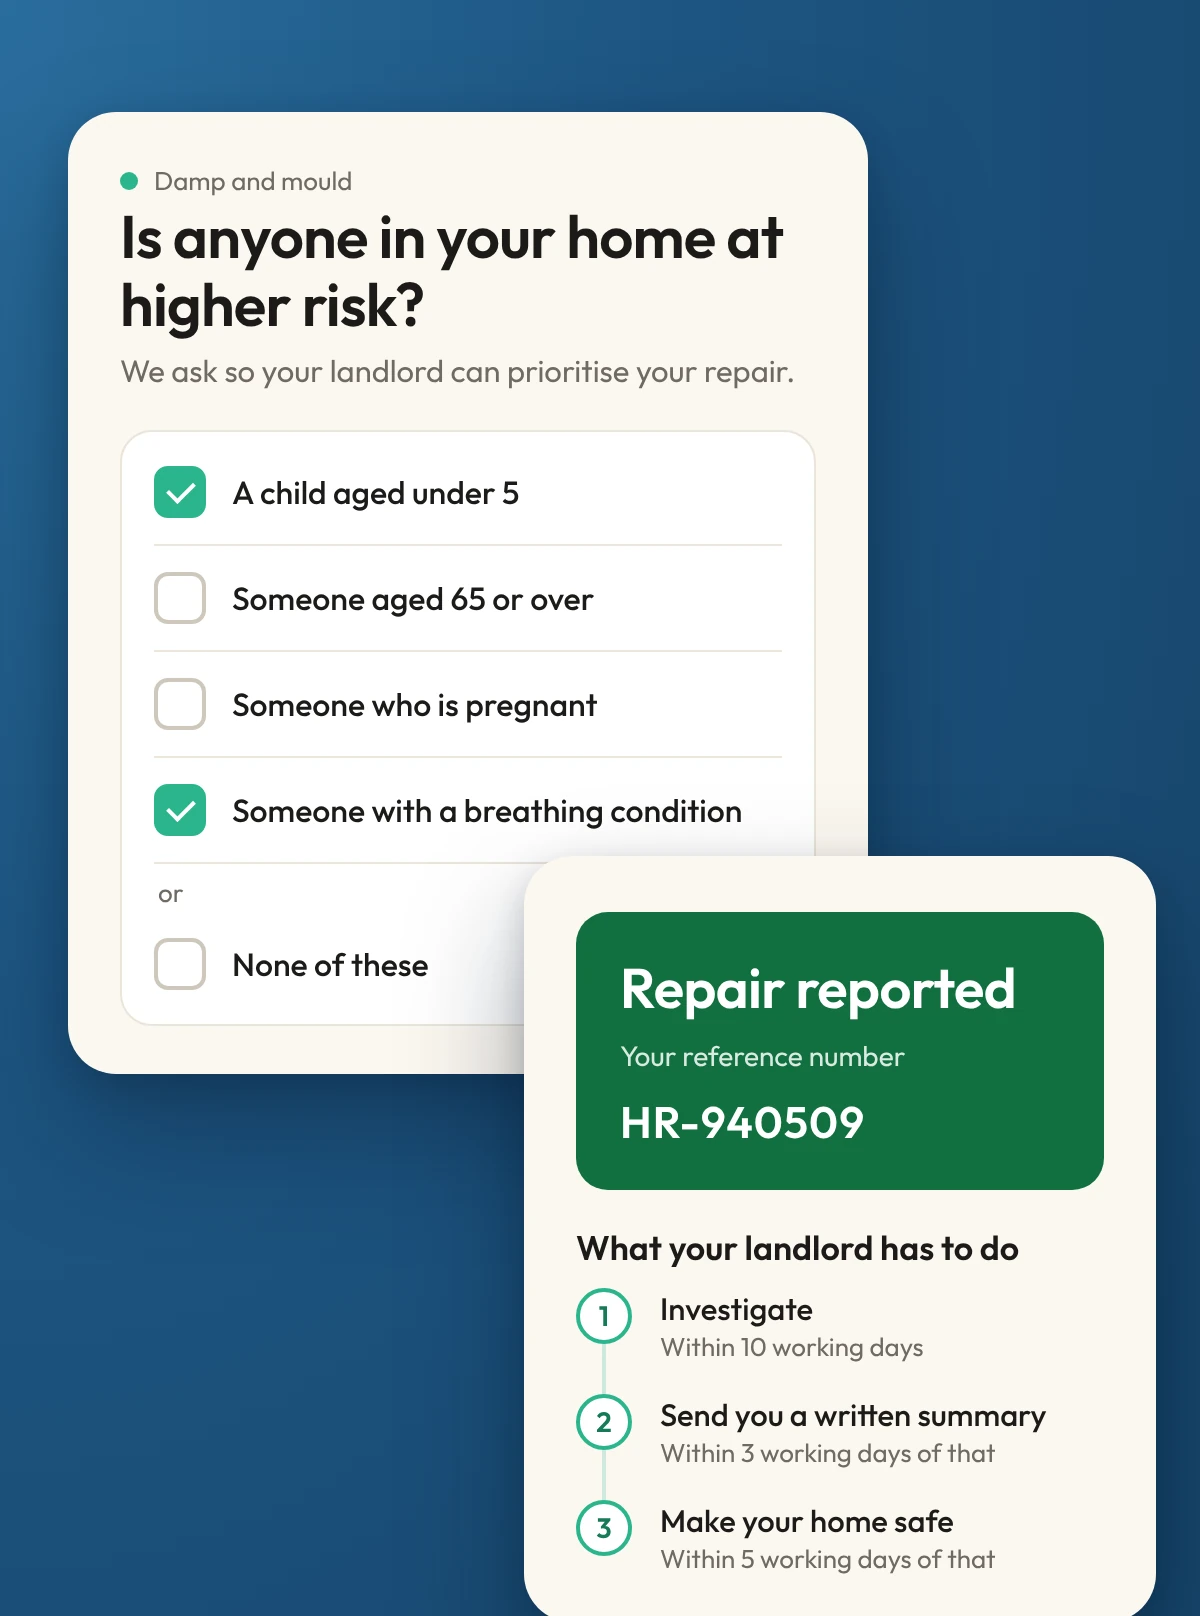 Damp and mould
Is anyone in your home at
higher risk?
We ask so your landlord can prioritise your repair.
A child aged under 5
Someone aged 65 or over
Someone who is pregnant
Someone with a breathing condition
or
None of these
Repair reported
Your reference number
HR-940509
What your landlord has to do
1 Investigate
Within 10 working days
2 Send you a written summary
Within 3 working days of that
3 Make your home safe
Within 5 working days of that